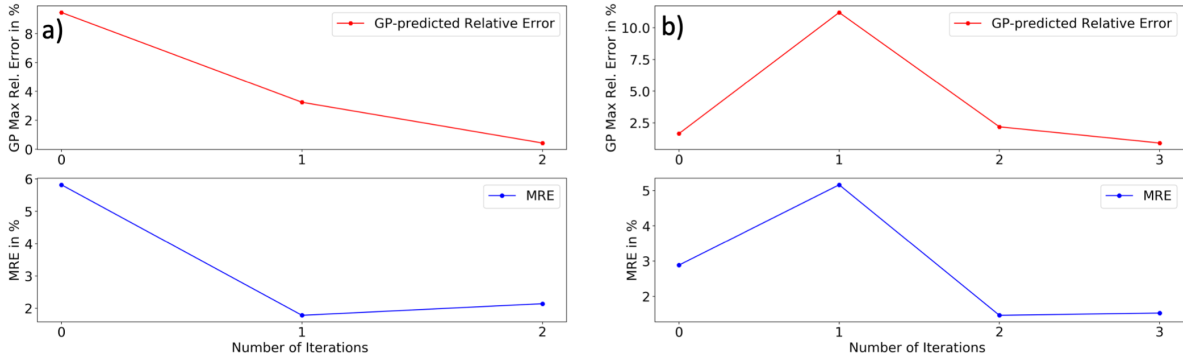 a)
GP Max Rel. Error in %
8
6
4
2
0
GP-predicted Relative Error
0 1 2
MRE in %
6
5
4
3
2
MRE
0 1 2
Number of Iterations
b)
GP Max Rel. Error in %
10.0
7.5
5.0
2.5
GP-predicted Relative Error
0 1 2 3
MRE in %
5
4
3
2
MRE
0 1 2 3
Number of Iterations